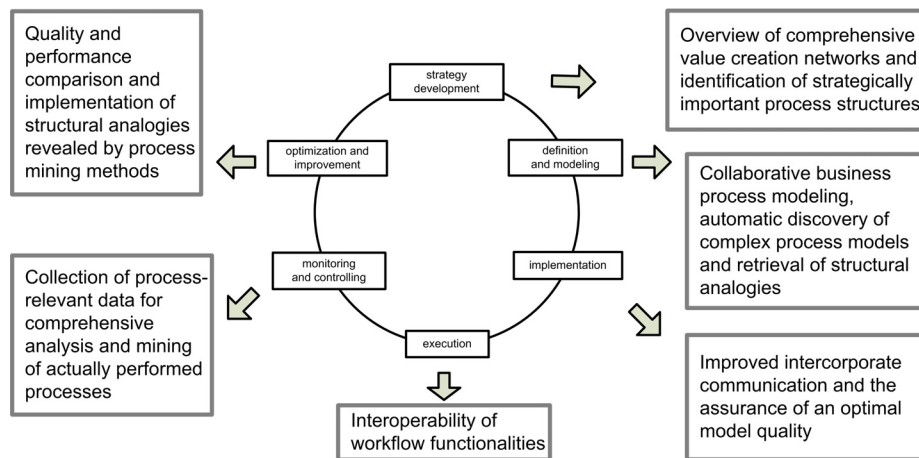 Quality and
performance
comparison and
implementation of
structural analogies
revealed by process
mining methods
strategy
development
Overview of comprehensive
value creation networks and
identification of strategically
important process structures
optimization and
improvement
definition
and modeling
Collaborative business
process modeling,
automatic discovery of
complex process models
and retrieval of structural
analogies
monitoring
and controlling
implementation
Collection of process-
relevant data for
comprehensive
analysis and mining
of actually performed
processes
execution
Improved intercorporate
communication and the
assurance of an optimal
model quality
Interoperability of
workflow functionalities